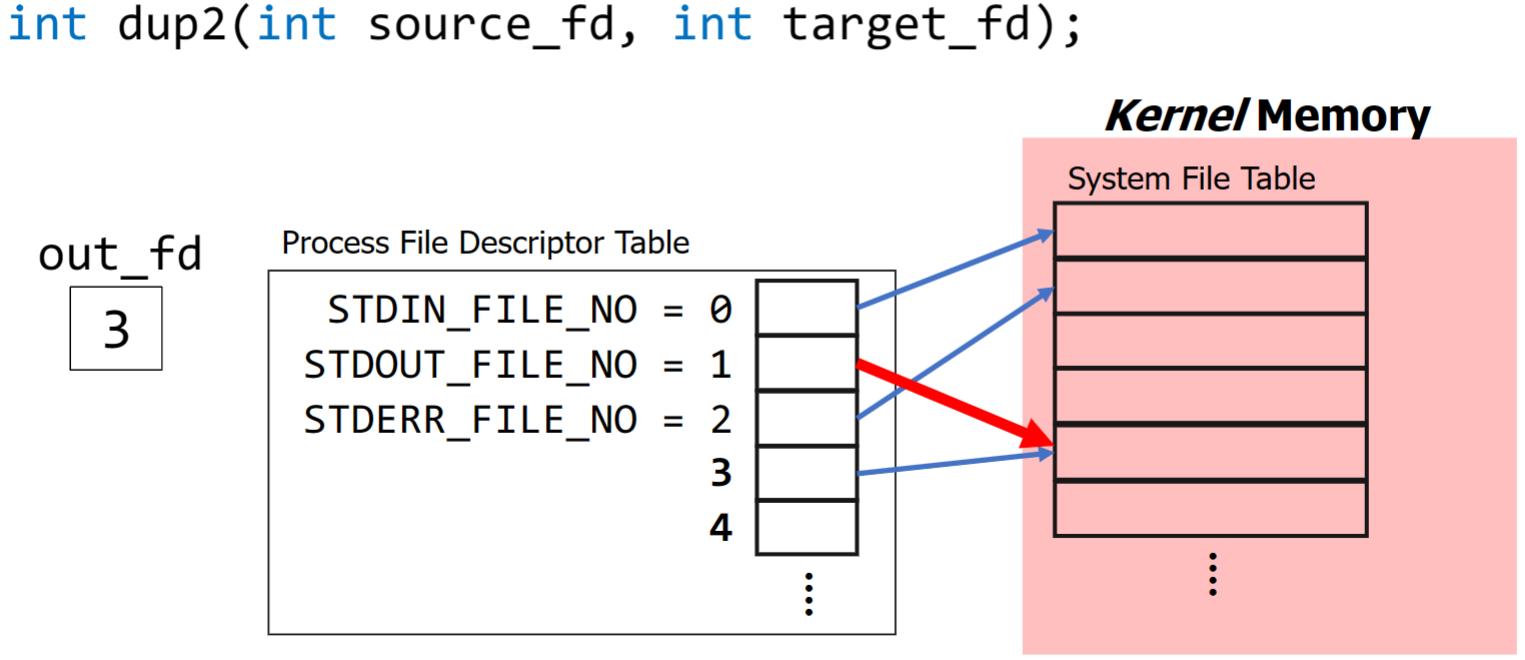 int dup2(int source_fd, int target_fd);
Kernel Memory
System File Table
out_fd
3
Process File Descriptor Table
STDIN_FILE_NO = 0
STDOUT_FILE_NO = 1
STDERR_FILE_NO = 2
3
4